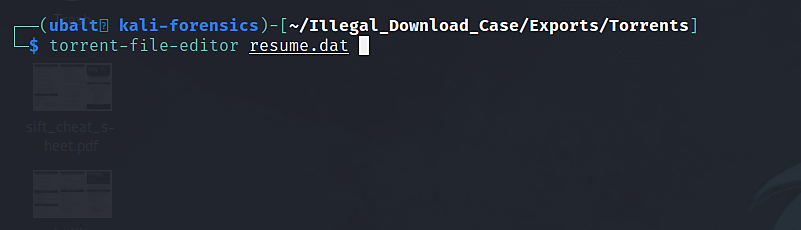 ┌──(ubalt㉿ kali-forensics)-[~/Illegal_Download_Case/Exports/Torrents]
└─$ torrent-file-editor resume.dat
sift_cheat_s-
heet.pdf